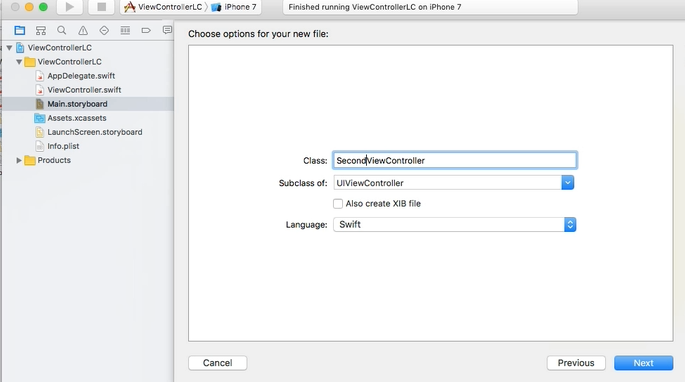 ViewControllerLC
iPhone 7
Finished running ViewControllerLC on iPhone 7
Choose options for your new file:
ViewControllerLC
ViewControllerLC
AppDelegate.swift
ViewController.swift
Main.storyboard
Assets.xcassets
LaunchScreen.storyboard
Info.plist
Products
Class: SecondViewController
Subclass of: UIViewController
Also create XIB file
Language: Swift
Cancel
Previous
Next